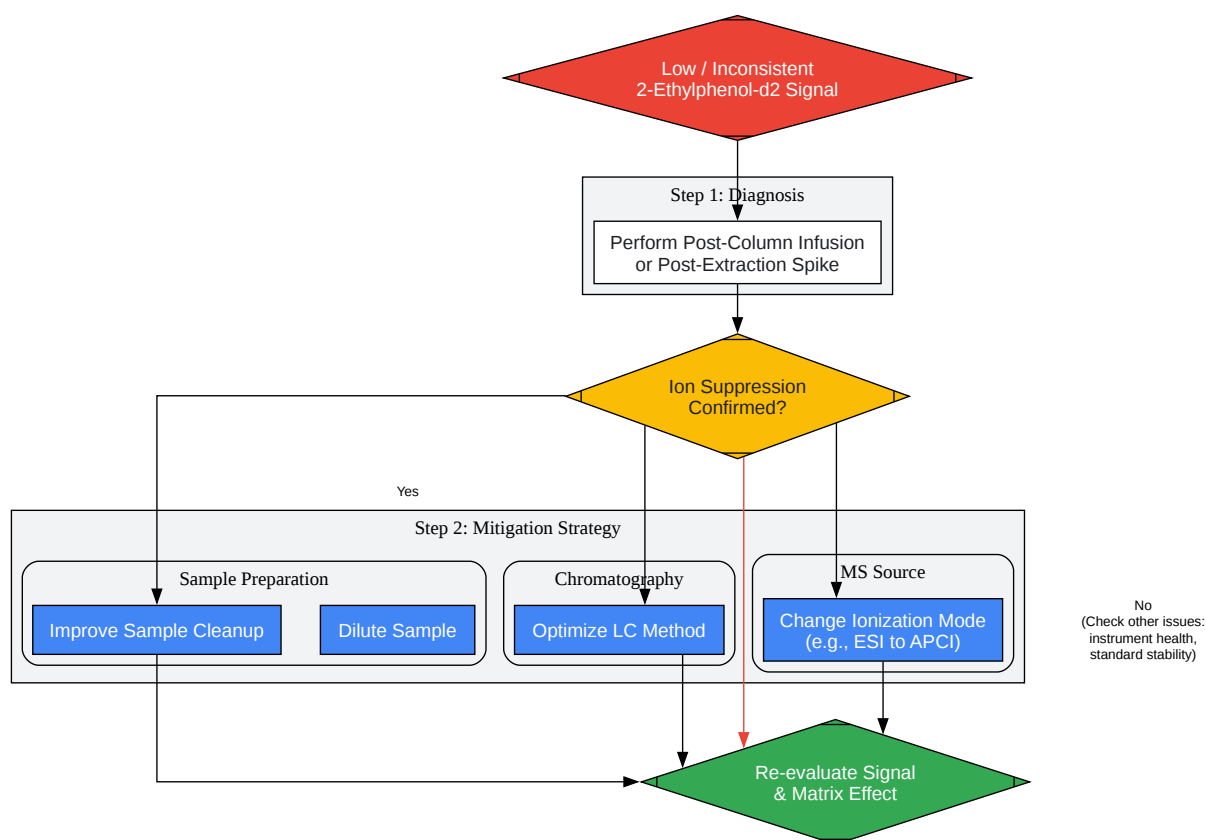 Low / Inconsistent
2-Ethylphenol-d2 Signal
Step 1: Diagnosis
Perform Post-Column Infusion
or Post-Extraction Spike
Ion Suppression
Confirmed?
Yes
Step 2: Mitigation Strategy
Sample Preparation
Improve Sample Cleanup
Dilute Sample
Chromatography
Optimize LC Method
MS Source
Change Ionization Mode
(e.g., ESI to APCI)
No
(Check other issues:
instrument health,
standard stability)
Re-evaluate Signal
& Matrix Effect